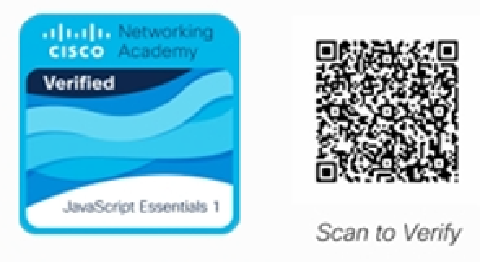 Networking
CISCO Academy
Verified
JavaScript Essentials 1
Scan to Verify